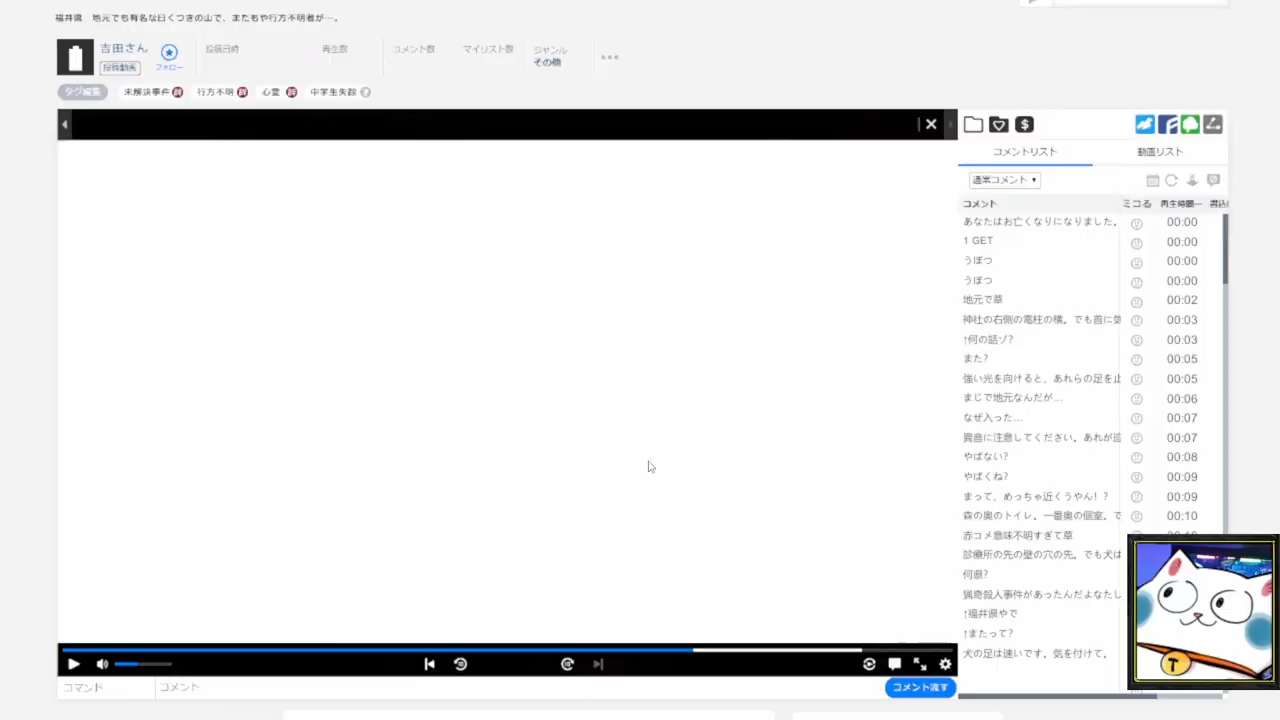 福井県 地元でも有名な曰くつきの山で、またもや行方不明者が…。
吉田さん
投稿動画
フォロー
投稿日時
再生数
コメント数
マイリスト数
ジャンル
その他
タグ編集
未解決事件
行方不明
心霊
中学生失踪
コメントリスト
動画リスト
通常コメント
コメント ミコる 再生時間… 書込
あなたはお亡くなりになりました。 00:00
1 GET 00:00
うぽつ 00:00
うぽつ 00:00
地元で草 00:02
神社の右側の電柱の横。でも首に気 00:03
↑何の話ゾ? 00:03
また? 00:05
強い光を向けると、あれらの足を止 00:05
まじで地元なんだが… 00:06
なぜ入った… 00:07
異音に注意してください。あれが近 00:07
やばない? 00:08
やばくね? 00:09
まって、めっちゃ近くうやん！? 00:09
森の奥のトイレ。一番奥の個室。で 00:10
赤コメ意味不明すぎて草
診療所の先の壁の穴の先。でも犬は
何県?
猟奇殺人事件があったんだよなたし
↑福井県やで
↑またって?
犬の足は速いです。気を付けて。
T
コマンド
コメント
コメント流す